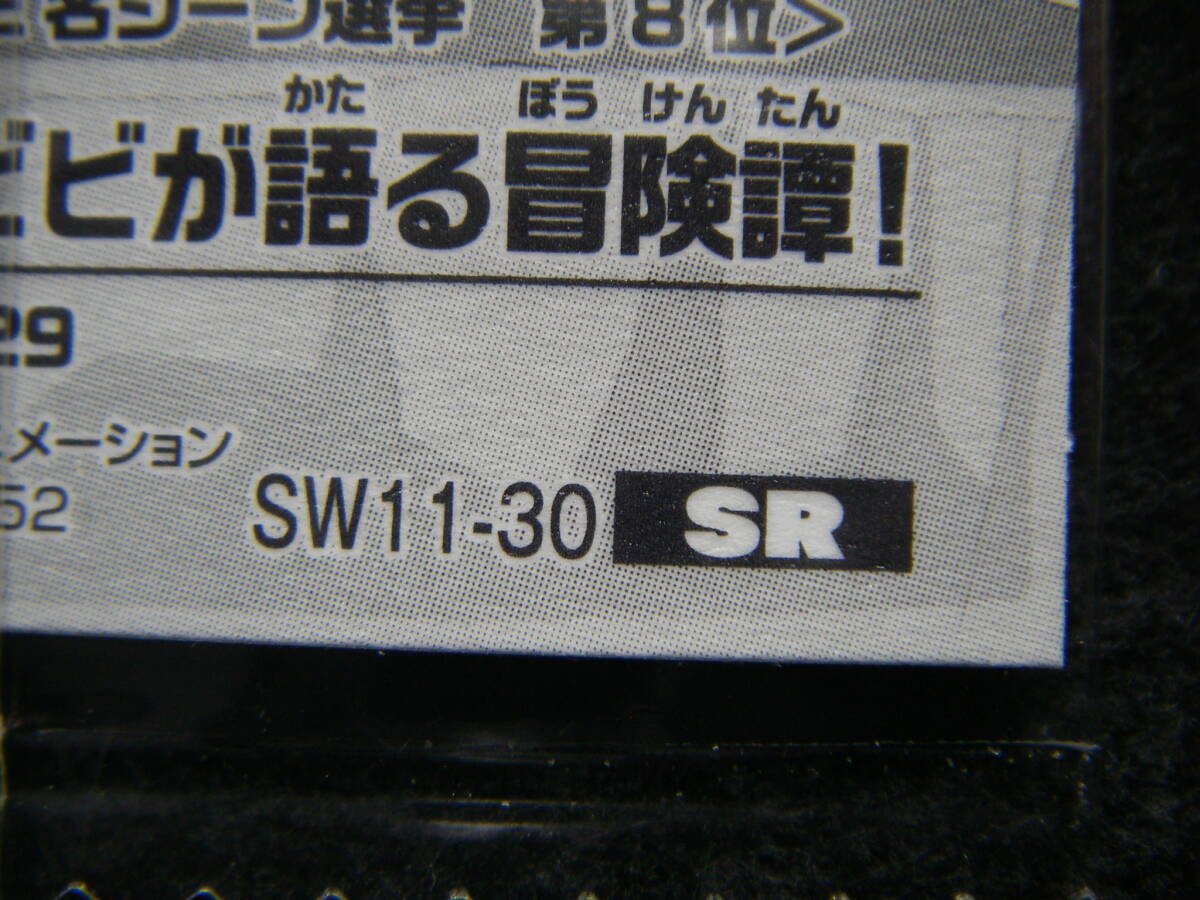 名シーン選挙 第8位>
かた ぼう けん たん
ビビが語る冒険譚!
29
メーション
52
SW11-30 SR